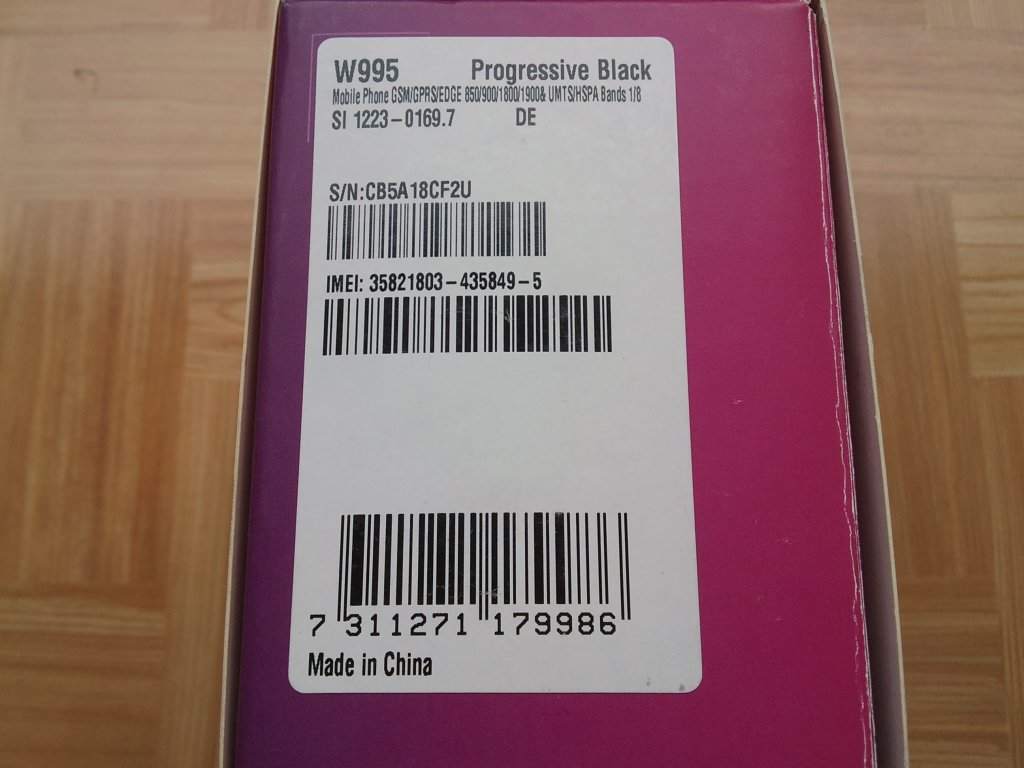 W995 Progressive Black
Mobile Phone GSM/GPRS/EDGE 850/900/1800/1900& UMTS/HSPA Bands 1/8
SI 1223-0169.7 DE
S/N:CB5A18CF2U
IMEI: 35821803-435849-5
7 311271 179986
Made in China